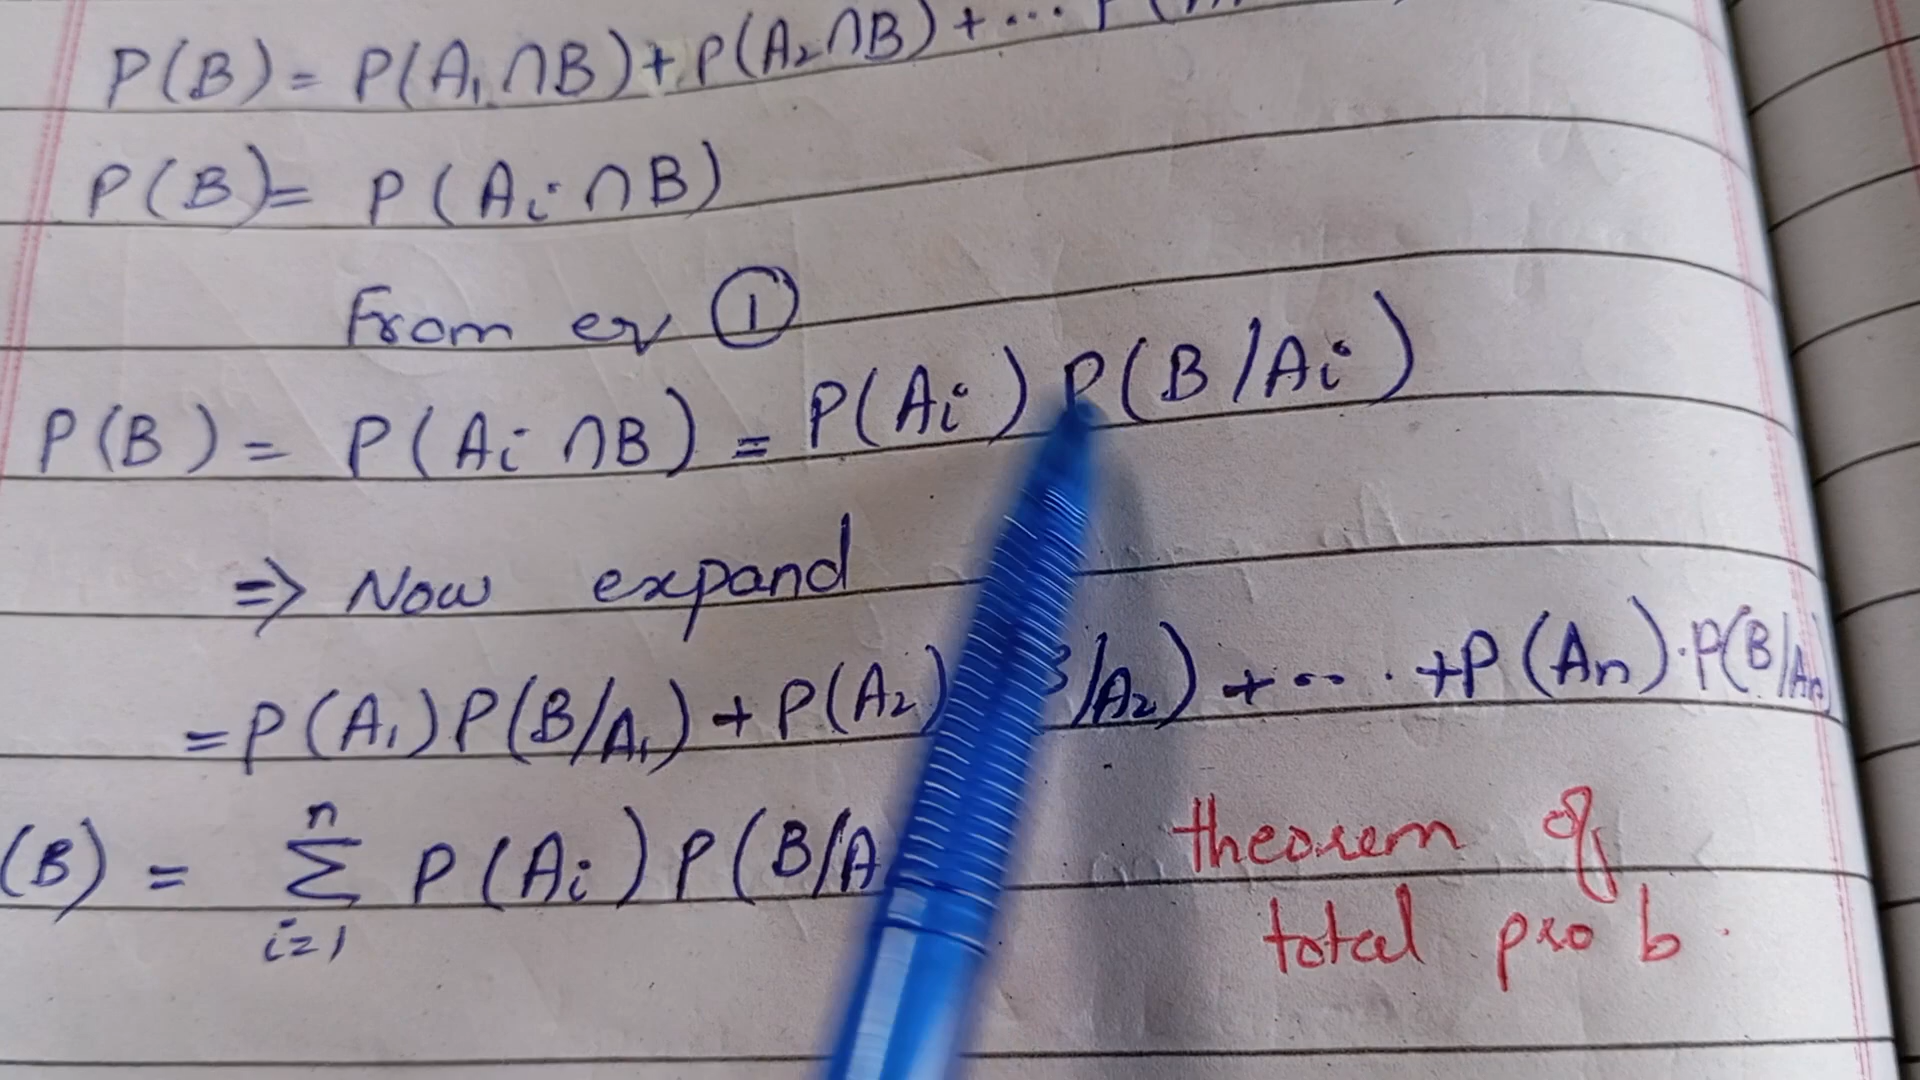 P(B) = P(A₁∩B) + P(A₂∩B) + ...
P(B) = P(Ai∩B)
From eq ①
P(B) = P(Ai∩B) = P(Ai) P(B/Ai)
⇒ Now expand
= P(A₁) P(B/A₁) + P(A₂) B/A₂) + ... + P(An)·P(B/An)
(B) = n∑i=1 P(Ai) P(B/A
theorem of
total prob.